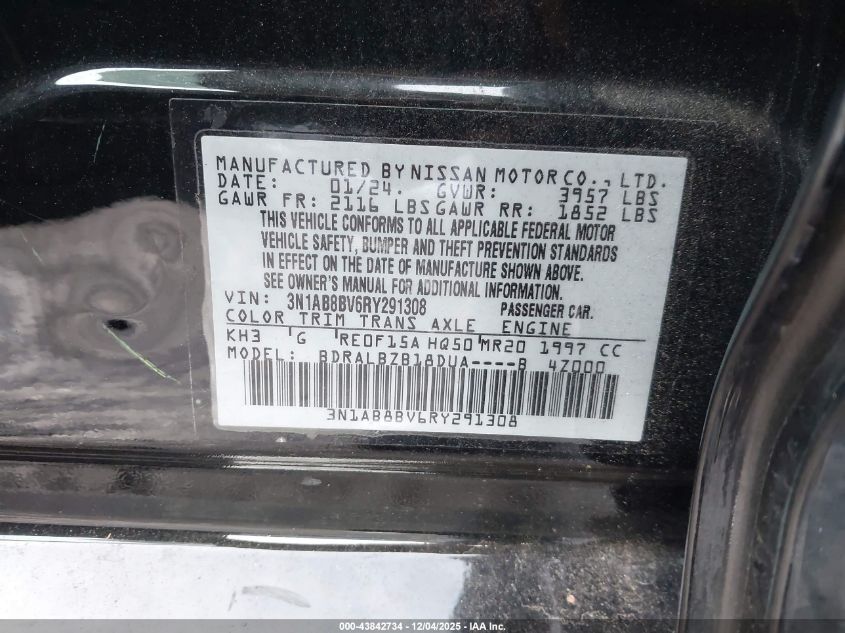 MANUFACTURED BY NISSAN MOTOR CO., LTD.
DATE: 01/24. GVWR: 3957 LBS
GAWR FR: 2116 LBS GAWR RR: 1852 LBS
THIS VEHICLE CONFORMS TO ALL APPLICABLE FEDERAL MOTOR
VEHICLE SAFETY, BUMPER AND THEFT PREVENTION STANDARDS
IN EFFECT ON THE DATE OF MANUFACTURE SHOWN ABOVE.
SEE OWNER'S MANUAL FOR ADDITIONAL INFORMATION.
VIN: 3N1AB8BV6RY291308 PASSENGER CAR.
COLOR TRIM TRANS AXLE ENGINE
KH3 G RE0F15A HQ50 MR20 1997 CC
MODEL: BDRALBZB18DUA----B 4Z000
3N1AB8BV6RY291308
000-43842734 - 12/04/2025 - IAA Inc.